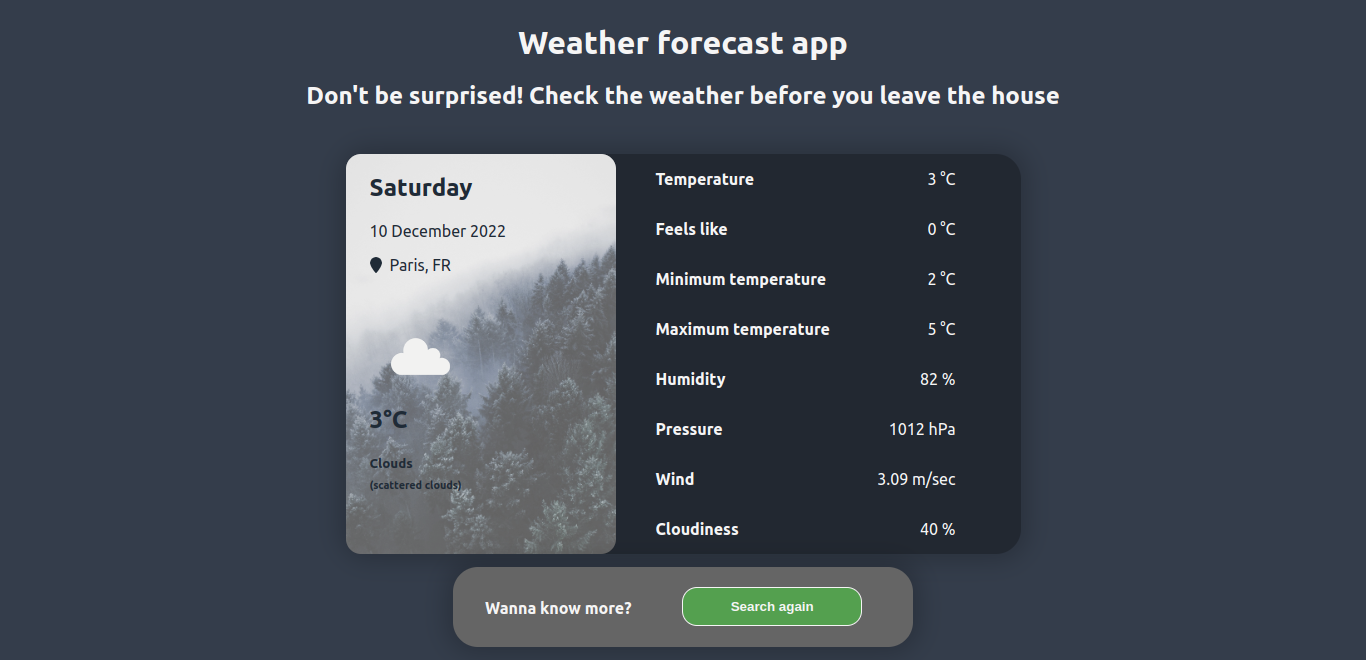 Weather forecast app
Don't be surprised! Check the weather before you leave the house
Saturday
10 December 2022
Paris, FR
3°C
Clouds
(scattered clouds)
Temperature 3 °C
Feels like 0 °C
Minimum temperature 2 °C
Maximum temperature 5 °C
Humidity 82 %
Pressure 1012 hPa
Wind 3.09 m/sec
Cloudiness 40 %
Wanna know more? Search again